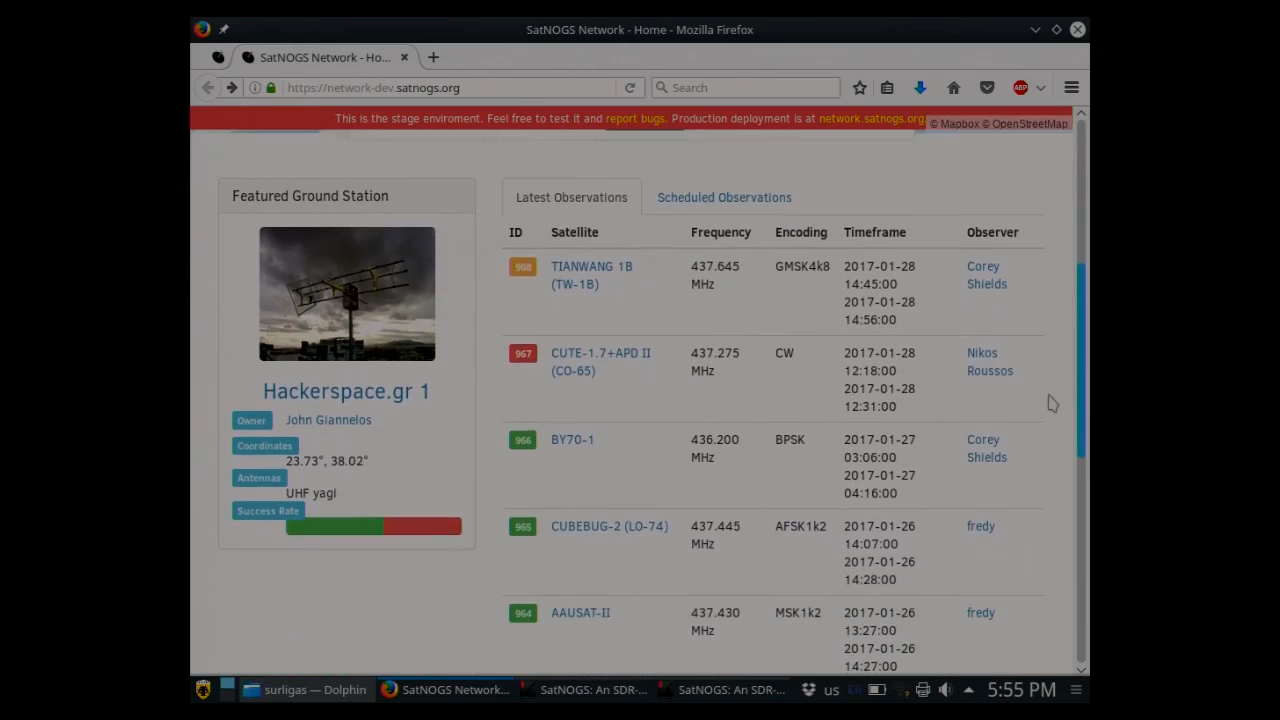 SatNOGS Network - Home - Mozilla Firefox
SatNOGS Network - Ho...
https://network-dev.satnogs.org
Search
ABP
This is the stage enviroment. Feel free to test it and report bugs. Production deployment is at network.satnogs.org
© Mapbox © OpenStreetMap
Featured Ground Station
Hackerspace.gr 1
Owner John Giannelos
Coordinates
23.73°, 38.02°
Antennas
UHF yagi
Success Rate
Latest Observations Scheduled Observations
ID Satellite Frequency Encoding Timeframe Observer
968 TIANWANG 1B 437.645 GMSK4k8 2017-01-28 Corey
(TW-1B) MHz 14:45:00 Shields
2017-01-28
14:56:00
967 CUTE-1.7+APD II 437.275 CW 2017-01-28 Nikos
(CO-65) MHz 12:18:00 Roussos
2017-01-28
12:31:00
966 BY70-1 436.200 BPSK 2017-01-27 Corey
MHz 03:06:00 Shields
2017-01-27
04:16:00
965 CUBEBUG-2 (LO-74) 437.445 AFSK1k2 2017-01-26 fredy
MHz 14:07:00
2017-01-26
14:28:00
964 AAUSAT-II 437.430 MSK1k2 2017-01-26 fredy
MHz 13:27:00
2017-01-26
14:27:00
surligas — Dolphin
SatNOGS Network...
SatNOGS: An SDR-...
SatNOGS: An SDR-...
us
5:55 PM